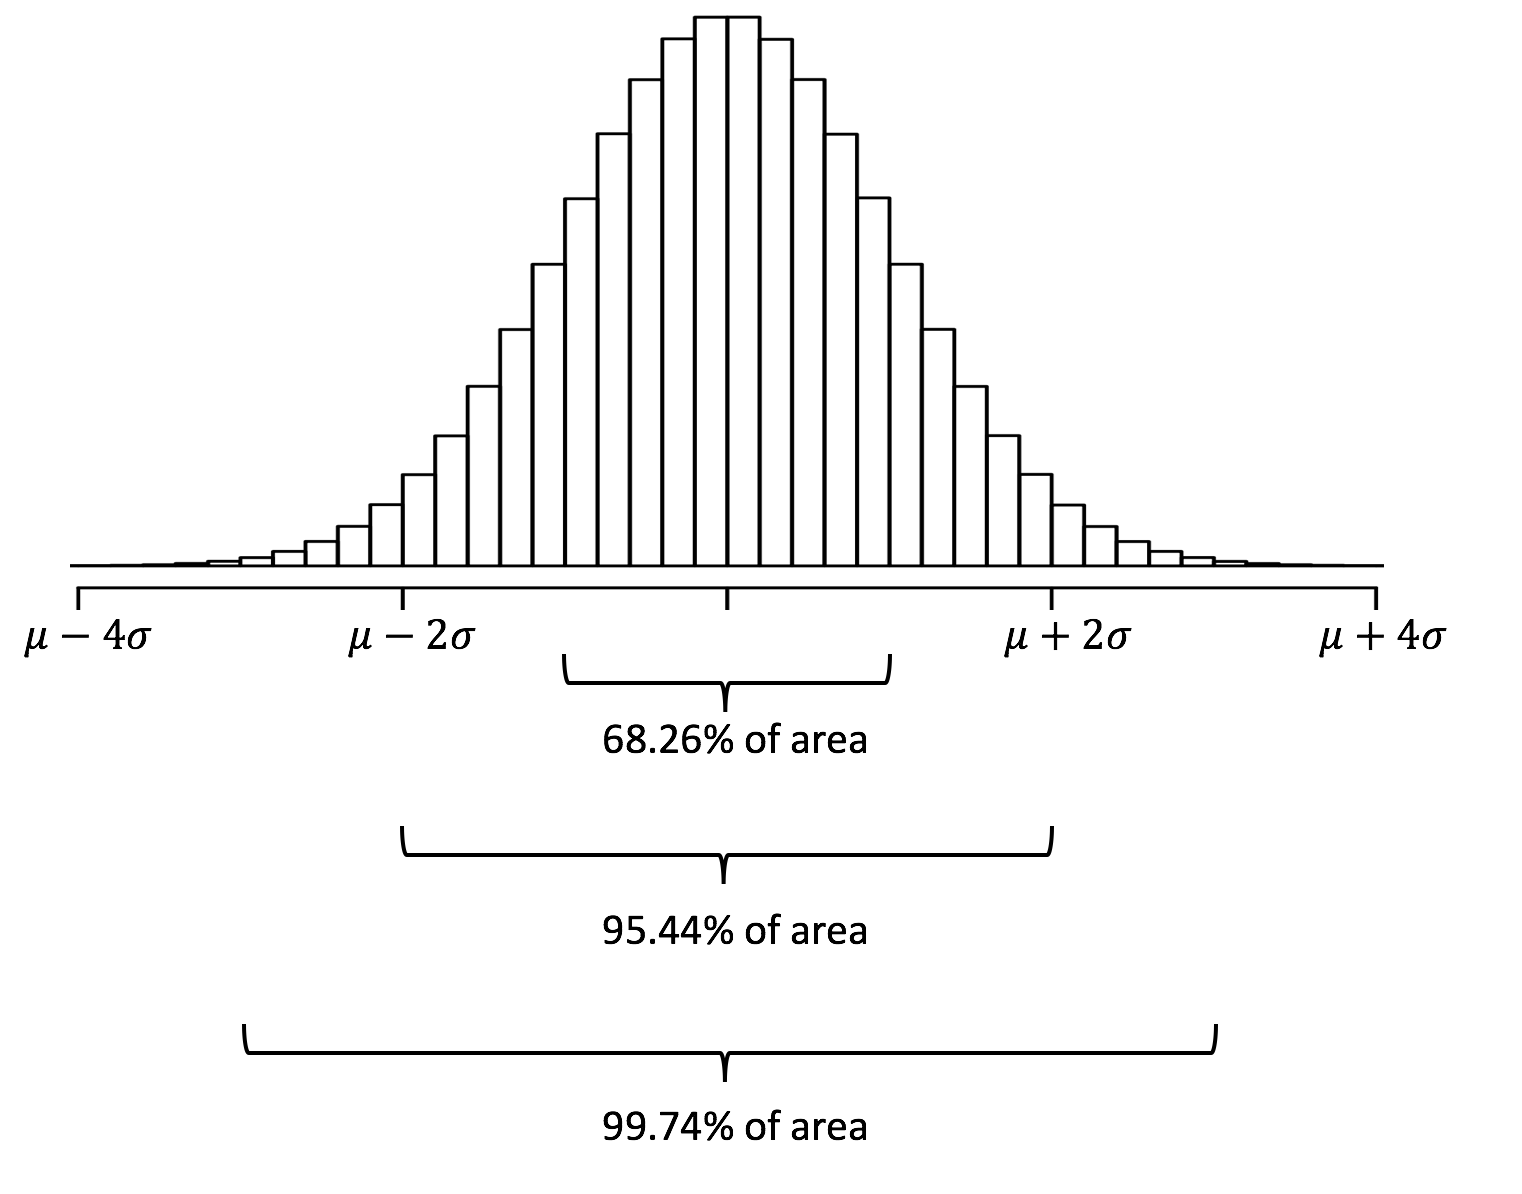 μ − 4σ μ − 2σ μ + 2σ μ + 4σ
68.26% of area
95.44% of area
99.74% of area